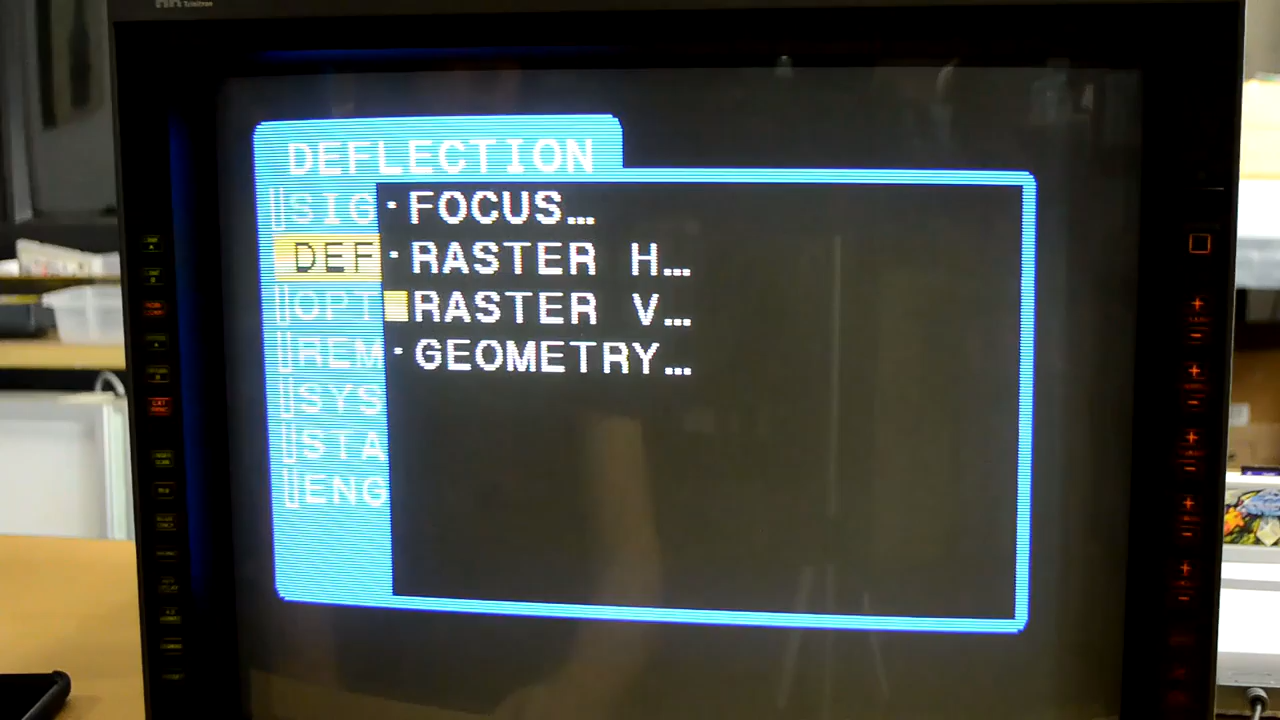 DEFLECTION
SIG
DEF
OPT
REM
SYS
STA
ENG
FOCUS...
RASTER H...
RASTER V...
GEOMETRY...